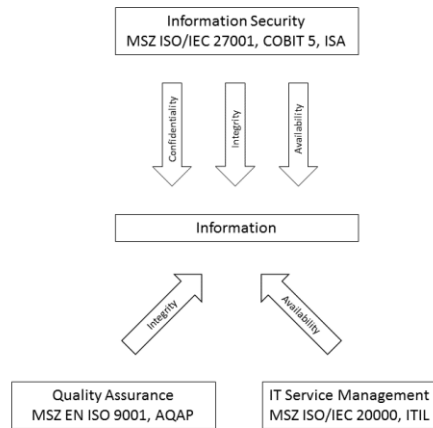 Information Security
MSZ ISO/IEC 27001, COBIT 5, ISA
Confidentiality
Integrity
Availability
Information
Integrity
Availability
Quality Assurance
MSZ EN ISO 9001, AQAP
IT Service Management
MSZ ISO/IEC 20000, ITIL